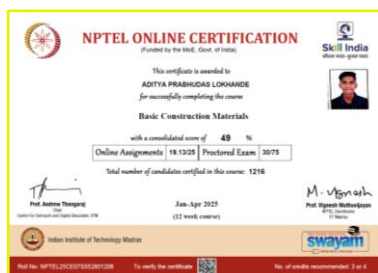 NPTEL ONLINE CERTIFICATION
(Funded by the MoE, Govt. of India)
Skill India
This certificate is awarded to
ADITYA PRABHUDAS LOKHANDE
for successfully completing the course
Basic Construction Materials
with a consolidated score of 49 %
Online Assignments 19.13/25 Proctored Exam 30/75
Total number of candidates certified in this course: 1216
Prof. Andrew Thangaraj
Jan-Apr 2025
(12 week course)
Prof. Vignesh Muthuvijayan
Indian Institute of Technology Madras
swayam
Roll No: NPTEL25CE07S552801206 To verify the certificate No. of credits recommended: 3 or 4